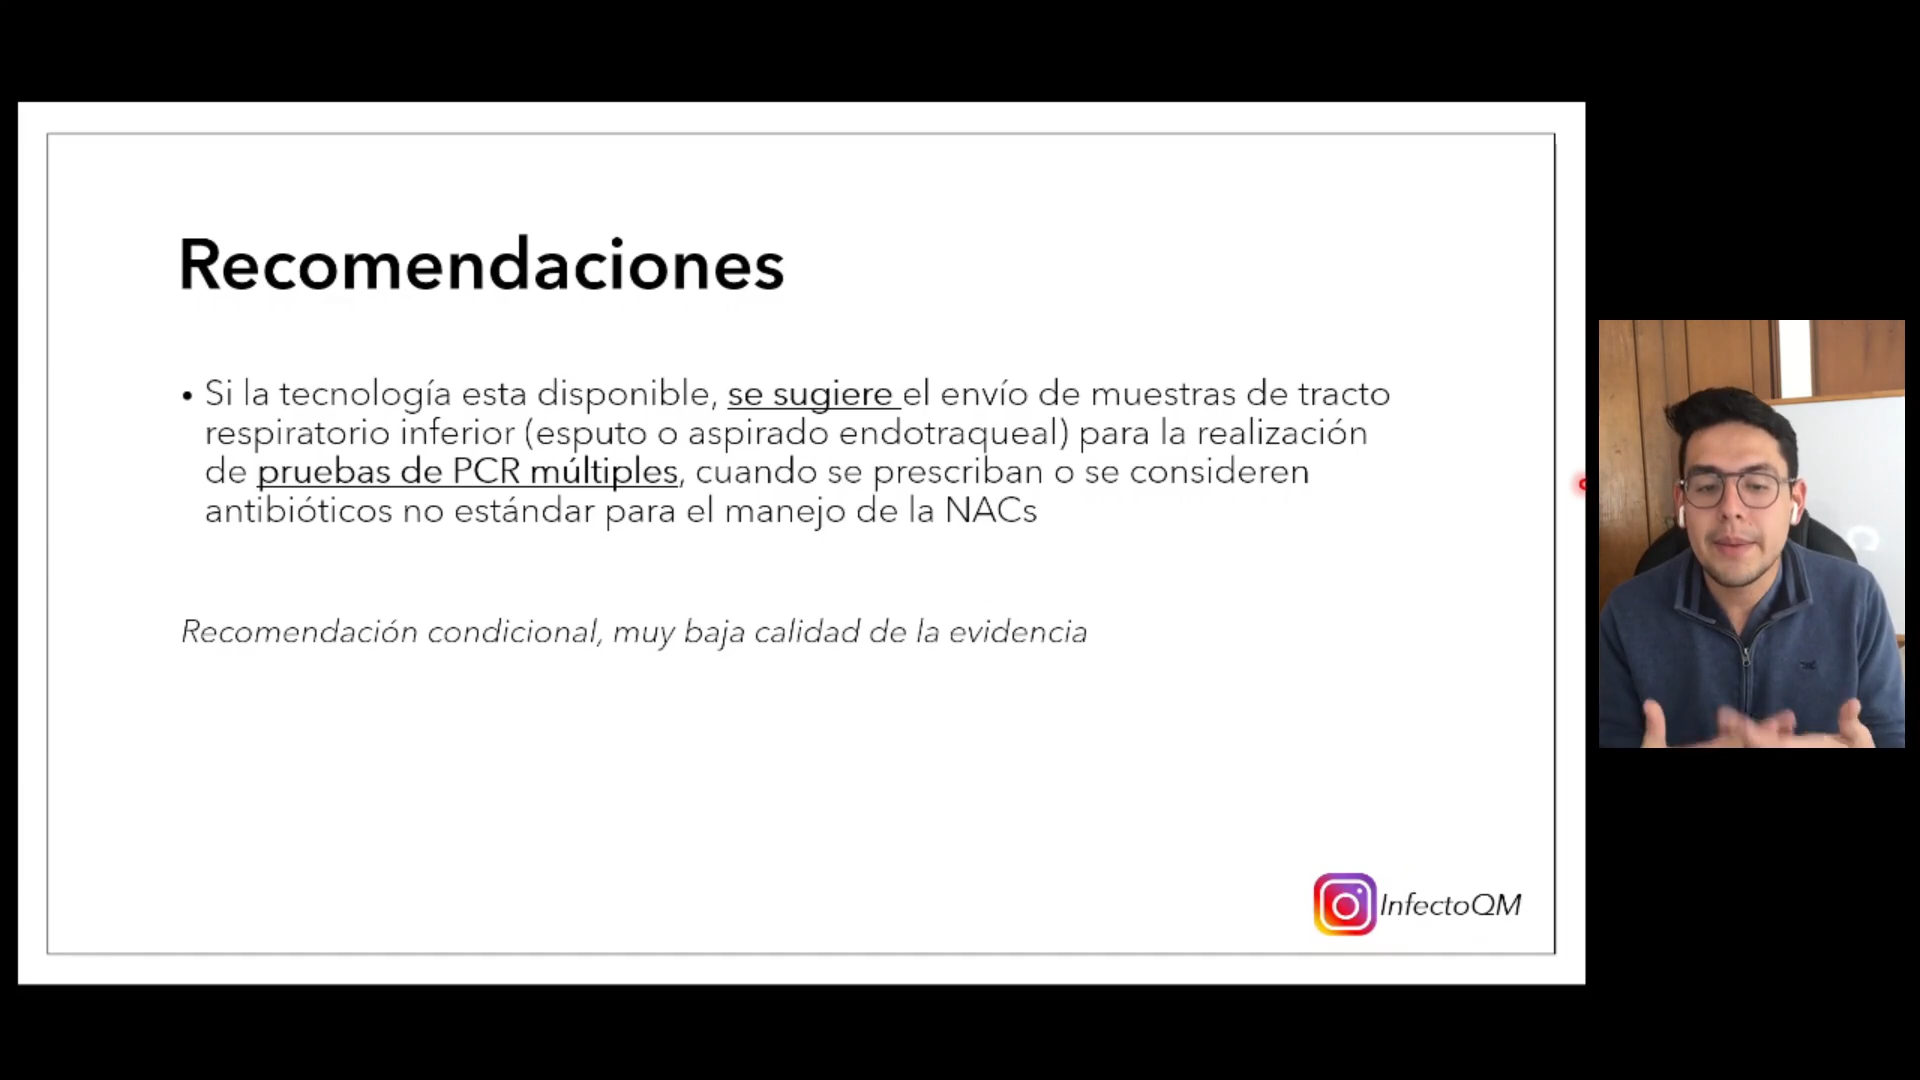 Recomendaciones
• Si la tecnología esta disponible, se sugiere el envío de muestras de tracto
respiratorio inferior (esputo o aspirado endotraqueal) para la realización
de pruebas de PCR múltiples, cuando se prescriban o se consideren
antibióticos no estándar para el manejo de la NACs
Recomendación condicional, muy baja calidad de la evidencia
InfectoQM